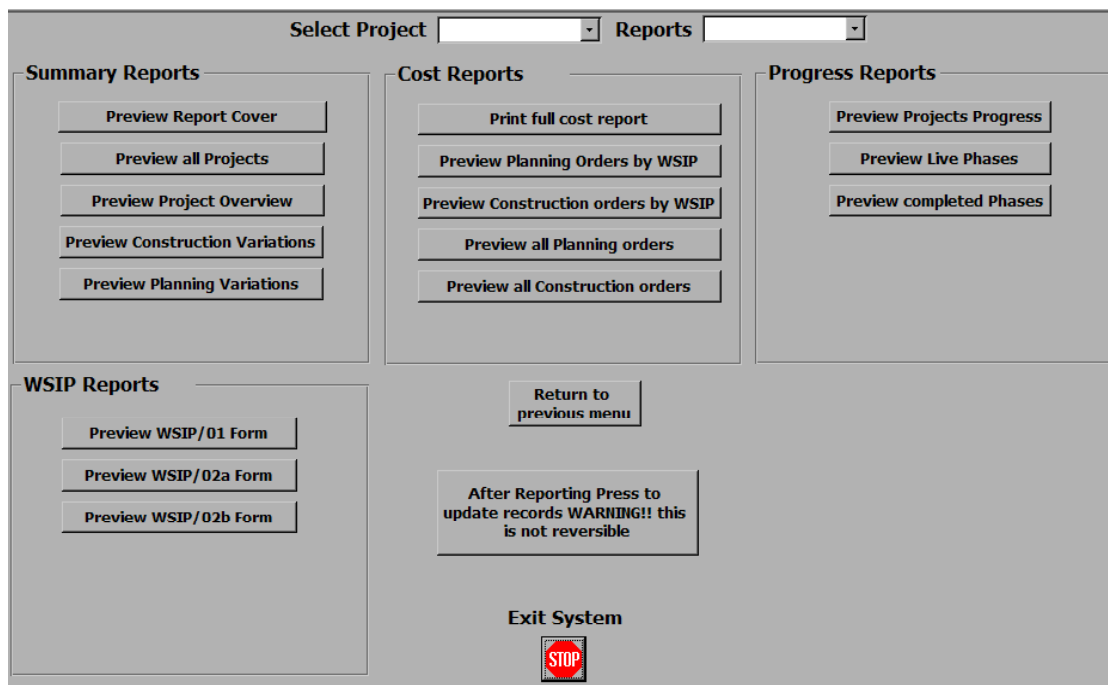 Select Project
Reports
Summary Reports
Preview Report Cover
Preview all Projects
Preview Project Overview
Preview Construction Variations
Preview Planning Variations
Cost Reports
Print full cost report
Preview Planning Orders by WSIP
Preview Construction orders by WSIP
Preview all Planning orders
Preview all Construction orders
Progress Reports
Preview Projects Progress
Preview Live Phases
Preview completed Phases
WSIP Reports
Preview WSIP/01 Form
Preview WSIP/02a Form
Preview WSIP/02b Form
Return to
previous menu
After Reporting Press to
update records WARNING!! this
is not reversible
Exit System
STOP